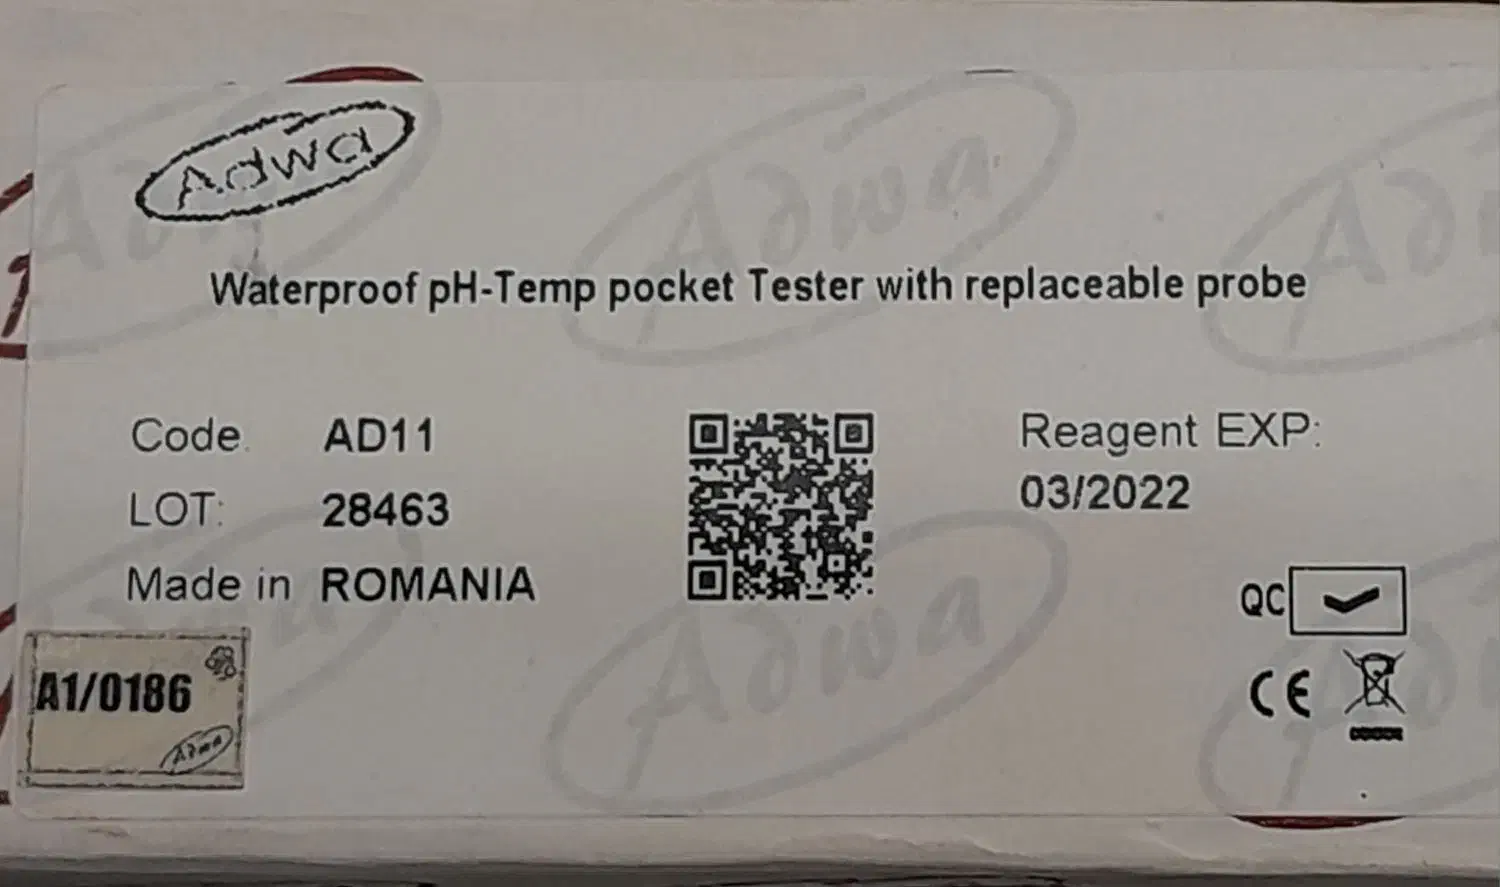 Adwa
Waterproof pH-Temp pocket Tester with replaceable probe
Code. AD11
LOT: 28463
Made in ROMANIA
Reagent EXP:
03/2022
QC
CE
A1/0186
Adwa